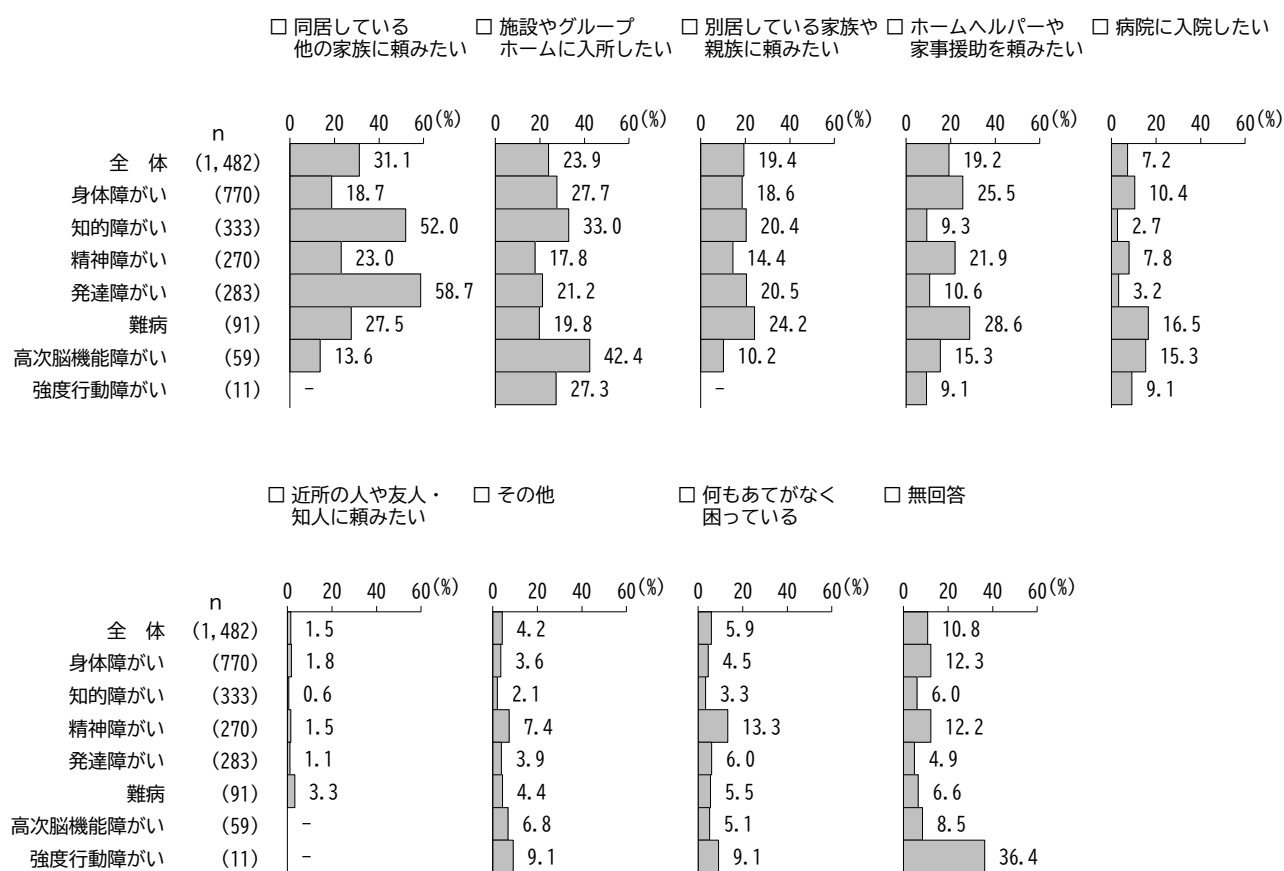 □ 同居している □ 施設やグループ □ 別居している家族や □ ホームヘルパーや □ 病院に入院したい
他の家族に頼みたい ホームに入所したい 親族に頼みたい 家事援助を頼みたい
n 0 20 40 60(%) 0 20 40 60(%) 0 20 40 60(%) 0 20 40 60(%) 0 20 40 60(%)
全 体 (1,482) 31.1 23.9 19.4 19.2 7.2
身体障がい (770) 18.7 27.7 18.6 25.5 10.4
知的障がい (333) 52.0 33.0 20.4 9.3 2.7
精神障がい (270) 23.0 17.8 14.4 21.9 7.8
発達障がい (283) 58.7 21.2 20.5 10.6 3.2
難病 (91) 27.5 19.8 24.2 28.6 16.5
高次脳機能障がい (59) 13.6 42.4 10.2 15.3 15.3
強度行動障がい (11) - 27.3 - 9.1 9.1
□ 近所の人や友人・ □ その他 □ 何もあてがなく □ 無回答
知人に頼みたい 困っている
n 0 20 40 60(%) 0 20 40 60(%) 0 20 40 60(%) 0 20 40 60(%)
全 体 (1,482) 1.5 4.2 5.9 10.8
身体障がい (770) 1.8 3.6 4.5 12.3
知的障がい (333) 0.6 2.1 3.3 6.0
精神障がい (270) 1.5 7.4 13.3 12.2
発達障がい (283) 1.1 3.9 6.0 4.9
難病 (91) 3.3 4.4 5.5 6.6
高次脳機能障がい (59) - 6.8 5.1 8.5
強度行動障がい (11) - 9.1 9.1 36.4